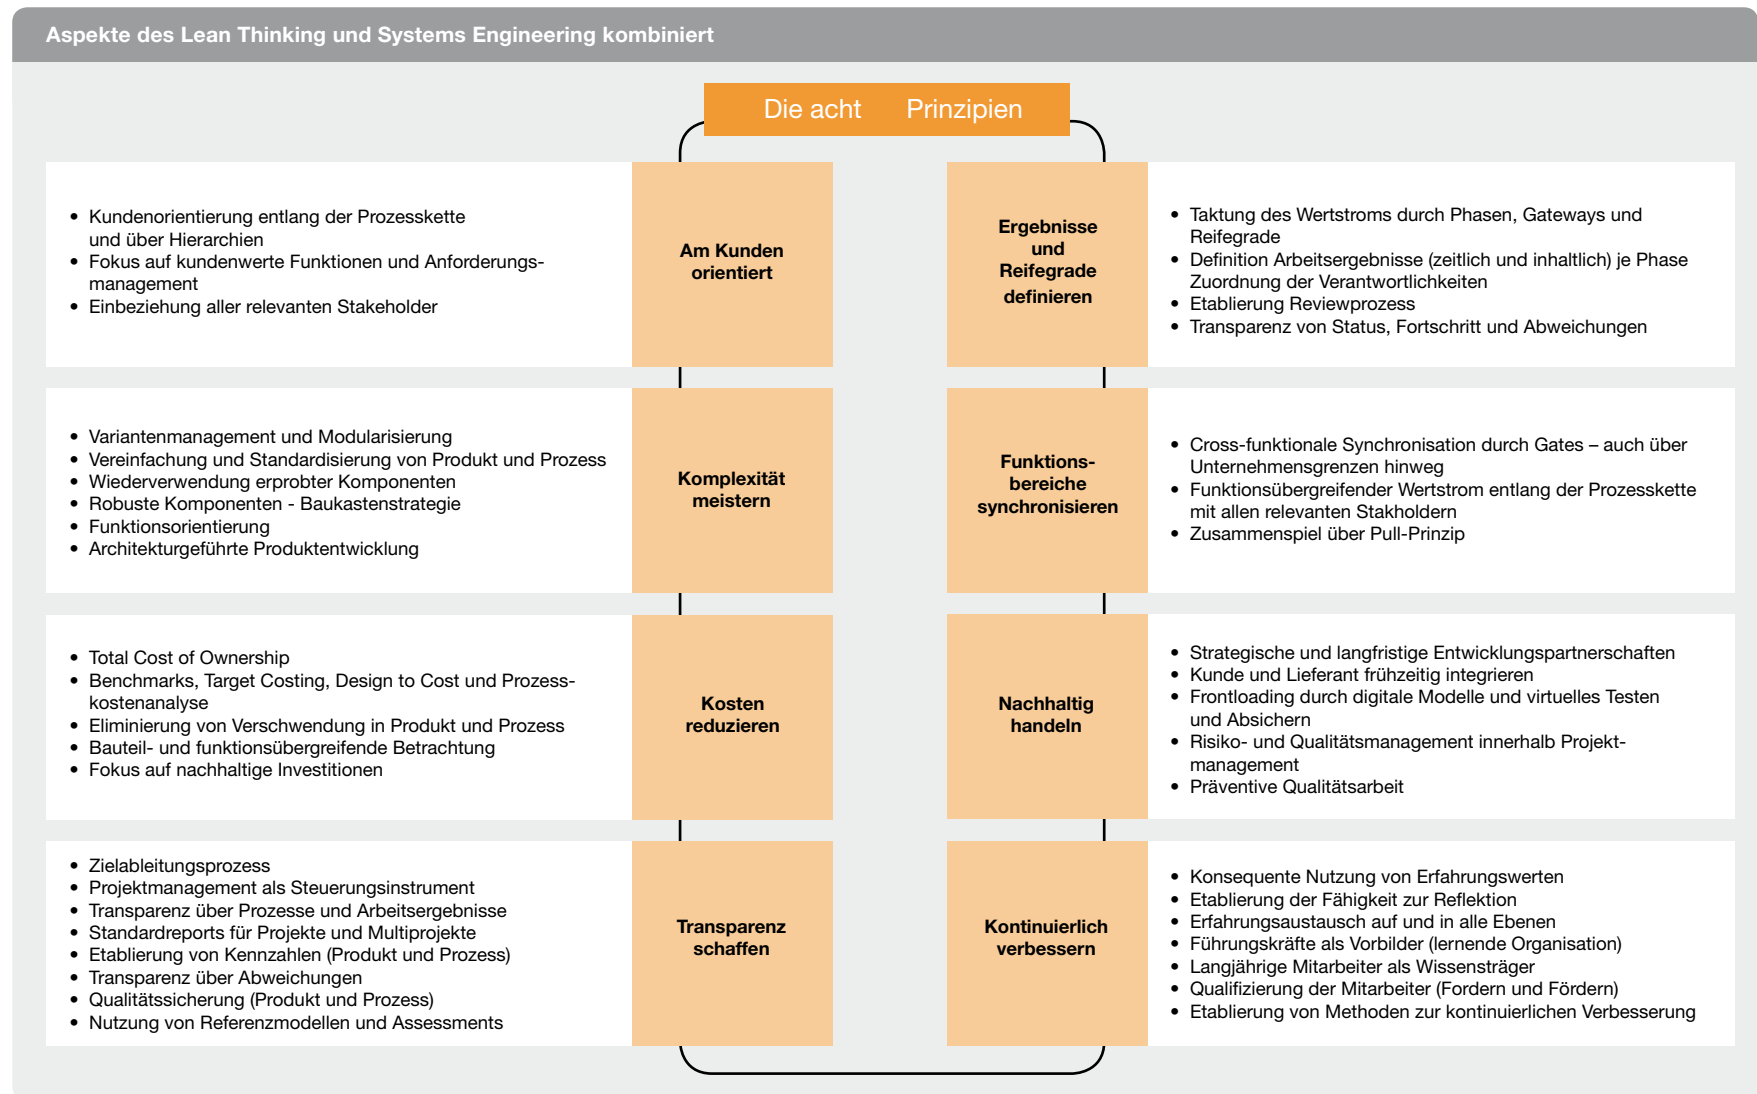 Aspekte des Lean Thinking und Systems Engineering kombiniert
Die acht Prinzipien
• Kundenorientierung entlang der Prozesskette
und über Hierarchien
• Fokus auf kundenwerte Funktionen und Anforderungs-
management
• Einbeziehung aller relevanten Stakeholder
Am Kunden
orientiert
• Variantenmanagement und Modularisierung
• Vereinfachung und Standardisierung von Produkt und Prozess
• Wiederverwendung erprobter Komponenten
• Robuste Komponenten - Baukastenstrategie
• Funktionsorientierung
• Architekturgeführte Produktentwicklung
Komplexität
meistern
• Total Cost of Ownership
• Benchmarks, Target Costing, Design to Cost und Prozess-
kostenanalyse
• Eliminierung von Verschwendung in Produkt und Prozess
• Bauteil- und funktionsübergreifende Betrachtung
• Fokus auf nachhaltige Investitionen
Kosten
reduzieren
• Zielableitungsprozess
• Projektmanagement als Steuerungsinstrument
• Transparenz über Prozesse und Arbeitsergebnisse
• Standardreports für Projekte und Multiprojekte
• Etablierung von Kennzahlen (Produkt und Prozess)
• Transparenz über Abweichungen
• Qualitätssicherung (Produkt und Prozess)
• Nutzung von Referenzmodellen und Assessments
Transparenz
schaffen
Ergebnisse
und
Reifegrade
definieren
• Taktung des Wertstroms durch Phasen, Gateways und
Reifegrade
• Definition Arbeitsergebnisse (zeitlich und inhaltlich) je Phase
Zuordnung der Verantwortlichkeiten
• Etablierung Reviewprozess
• Transparenz von Status, Fortschritt und Abweichungen
Funktions-
bereiche
synchronisieren
• Cross-funktionale Synchronisation durch Gates – auch über
Unternehmensgrenzen hinweg
• Funktionsübergreifender Wertstrom entlang der Prozesskette
mit allen relevanten Stakholdern
• Zusammenspiel über Pull-Prinzip
Nachhaltig
handeln
• Strategische und langfristige Entwicklungspartnerschaften
• Kunde und Lieferant frühzeitig integrieren
• Frontloading durch digitale Modelle und virtuelles Testen
und Absichern
• Risiko- und Qualitätsmanagement innerhalb Projekt-
management
• Präventive Qualitätsarbeit
Kontinuierlich
verbessern
• Konsequente Nutzung von Erfahrungswerten
• Etablierung der Fähigkeit zur Reflektion
• Erfahrungsaustausch auf und in alle Ebenen
• Führungskräfte als Vorbilder (lernende Organisation)
• Langjährige Mitarbeiter als Wissensträger
• Qualifizierung der Mitarbeiter (Fordern und Fördern)
• Etablierung von Methoden zur kontinuierlichen Verbesserung